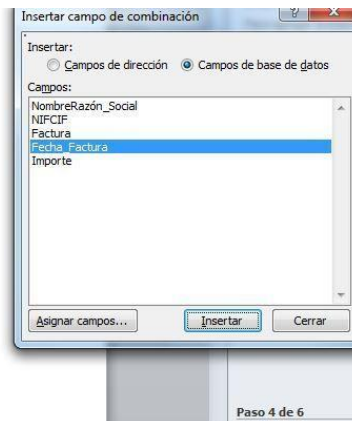 Insertar campo de combinación
Insertar:
Campos de dirección Campos de base de datos
Campos:
NombreRazón_Social
NIFCIF
Factura
Fecha_Factura
Importe
Asignar campos... Insertar Cerrar
Paso 4 de 6